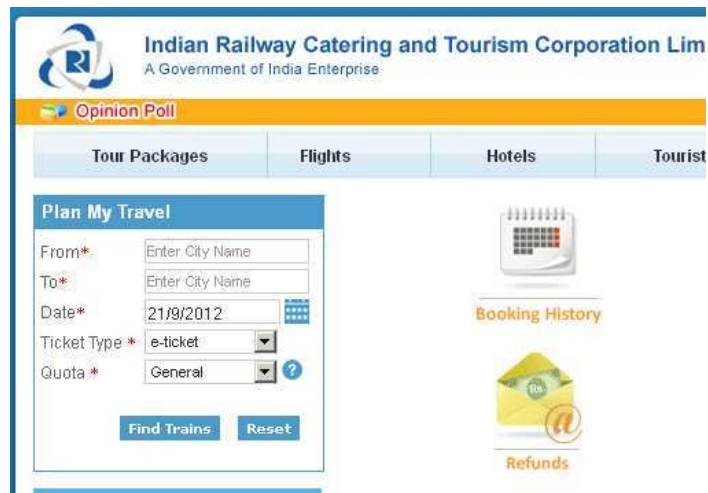 Indian Railway Catering and Tourism Corporation Lim
A Government of India Enterprise
Opinion Poll
Tour Packages Flights Hotels Tourist
Plan My Travel
From* Enter City Name
To* Enter City Name
Date* 21/9/2012
Ticket Type * e-ticket
Quota * General ?
Find Trains Reset
Booking History
Rs.
@
Refunds